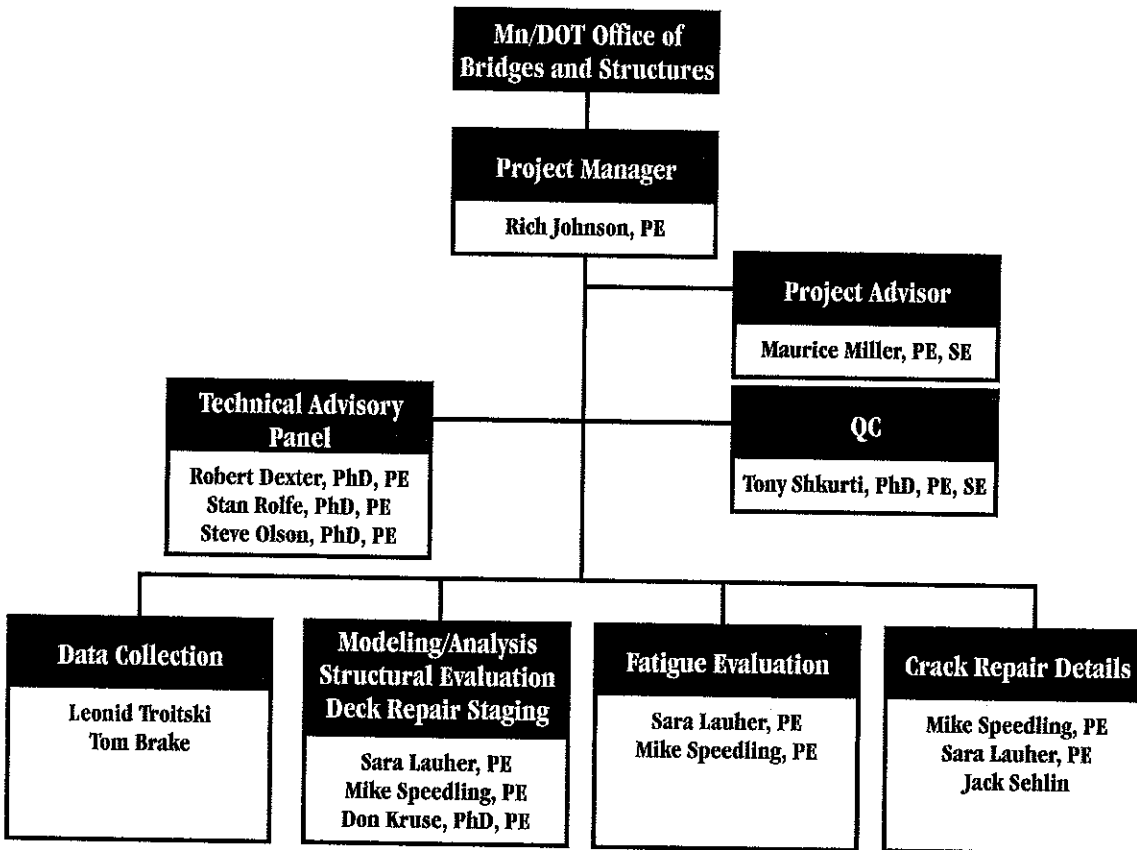 Mn/DOT Office of
Bridges and Structures
Project Manager
Rich Johnson, PE
Project Advisor
Maurice Miller, PE, SE
Technical Advisory
Panel
Robert Dexter, PhD, PE
Stan Rolfe, PhD, PE
Steve Olson, PhD, PE
QC
Tony Shkurti, PhD, PE, SE
Data Collection
Leonid Troitski
Tom Brake
Modeling/Analysis
Structural Evaluation
Deck Repair Staging
Sara Lauher, PE
Mike Speedling, PE
Don Kruse, PhD, PE
Fatigue Evaluation
Sara Lauher, PE
Mike Speedling, PE
Crack Repair Details
Mike Speedling, PE
Sara Lauher, PE
Jack Sehlin